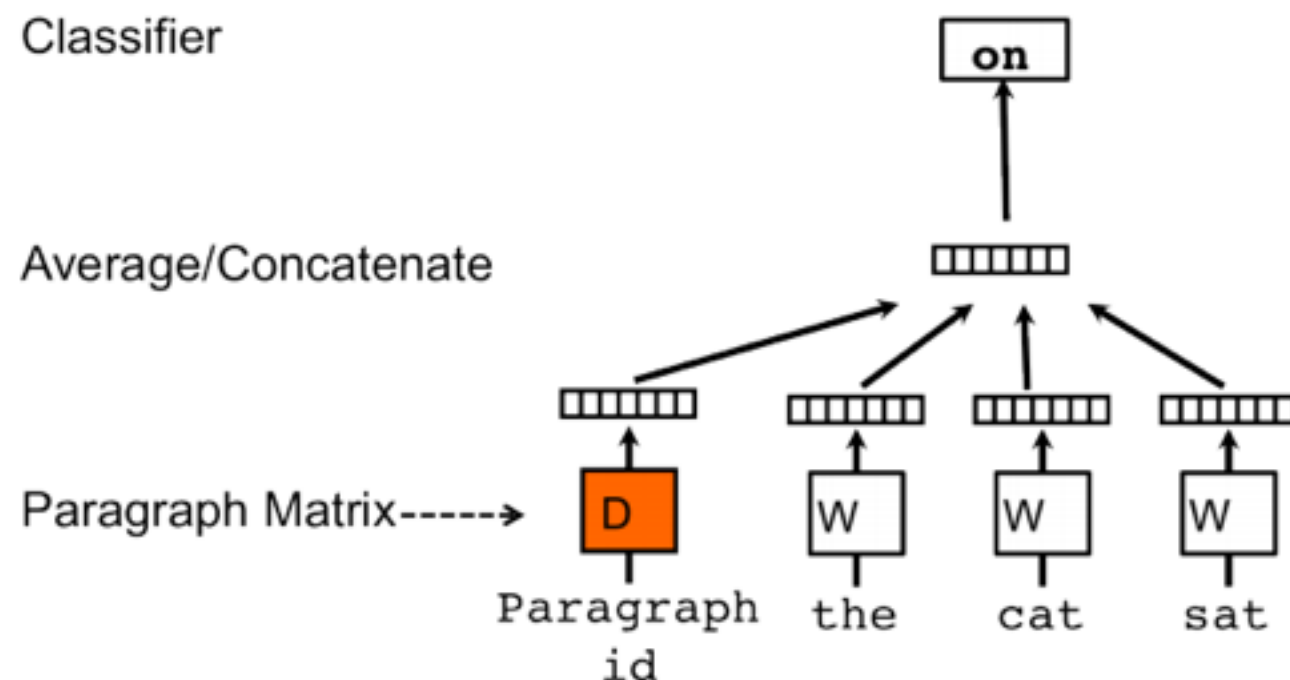 Classifier
on
Average/Concatenate
Paragraph Matrix
D
W
W
W
Paragraph
id
the
cat
sat